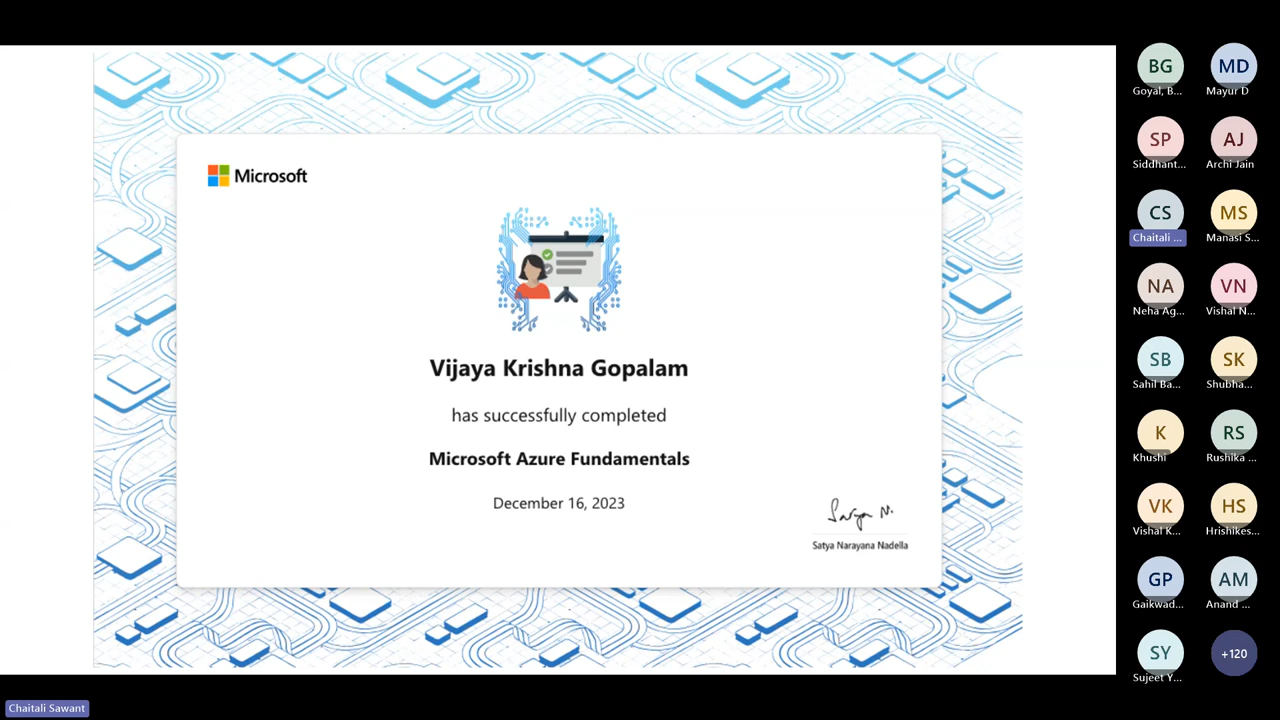 Microsoft
Vijaya Krishna Gopalam
has successfully completed
Microsoft Azure Fundamentals
December 16, 2023
Satya N.
Satya Narayana Nadella
BG
Goyal, B...
MD
Mayur D
SP
Siddhant...
AJ
Archi Jain
CS
Chaitali ...
MS
Manasi S...
NA
Neha Ag...
VN
Vishal N...
SB
Sahil Ba...
SK
Shubha...
K
Khushi
RS
Rushika ...
VK
Vishal K...
HS
Hrishikes...
GP
Gaikwad...
AM
Anand ...
SY
Sujeet Y...
+120
Chaitali Sawant